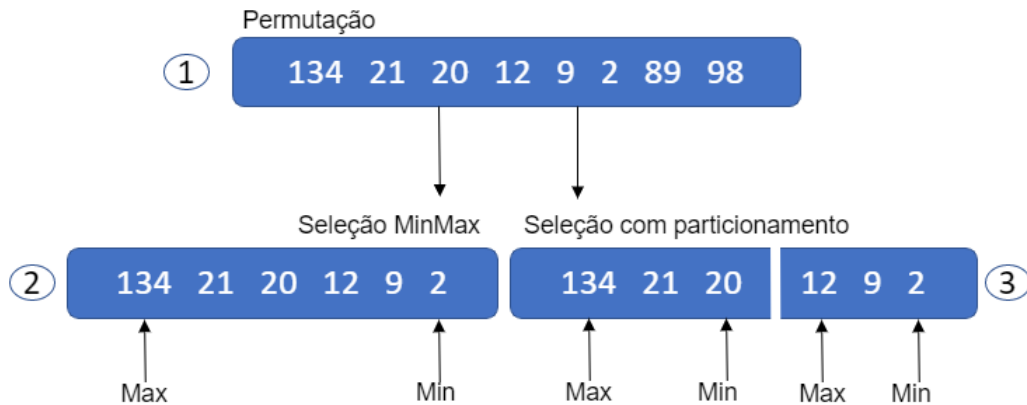 Permutação
1 134 21 20 12 9 2 89 98
Seleção MinMax Seleção com particionamento
2 134 21 20 12 9 2 134 21 20 12 9 2 3
Max Min Max Min Max Min